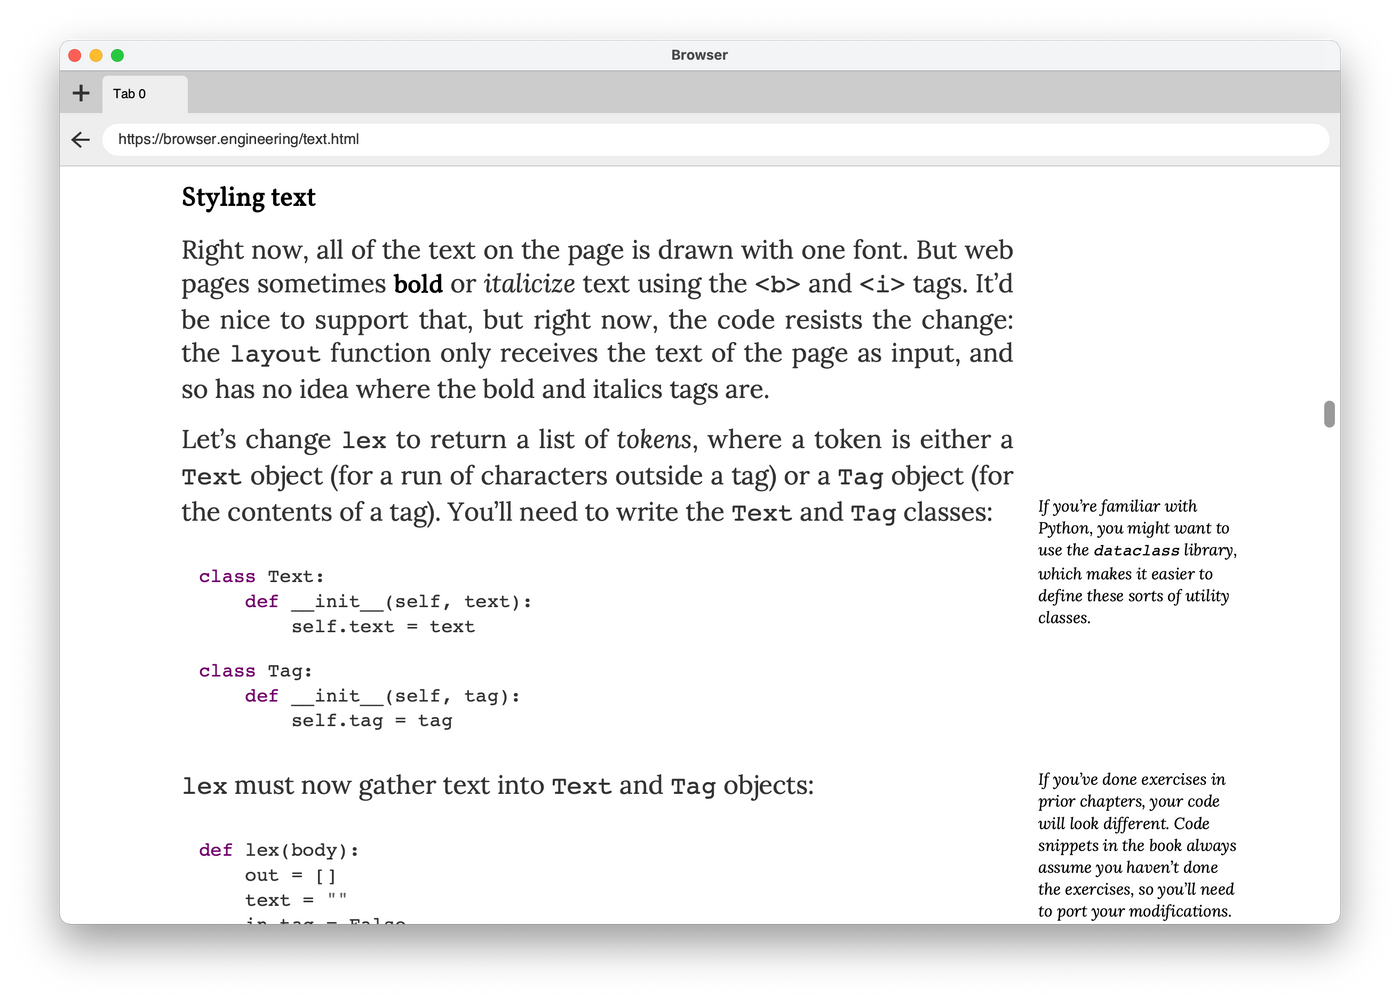 Browser
Tab 0
https://browser.engineering/text.html
Styling text
Right now, all of the text on the page is drawn with one font. But web
pages sometimes bold or italicize text using the <b> and <i> tags. It’d
be nice to support that, but right now, the code resists the change:
the layout function only receives the text of the page as input, and
so has no idea where the bold and italics tags are.
Let’s change lex to return a list of tokens, where a token is either a
Text object (for a run of characters outside a tag) or a Tag object (for
the contents of a tag). You’ll need to write the Text and Tag classes:
If you’re familiar with
Python, you might want to
use the dataclass library,
which makes it easier to
define these sorts of utility
classes.
class Text:
    def __init__(self, text):
        self.text = text
class Tag:
    def __init__(self, tag):
        self.tag = tag
lex must now gather text into Text and Tag objects:
If you’ve done exercises in
prior chapters, your code
will look different. Code
snippets in the book always
assume you haven’t done
the exercises, so you’ll need
to port your modifications.
def lex(body):
    out = []
    text = ""
    in_tag = False